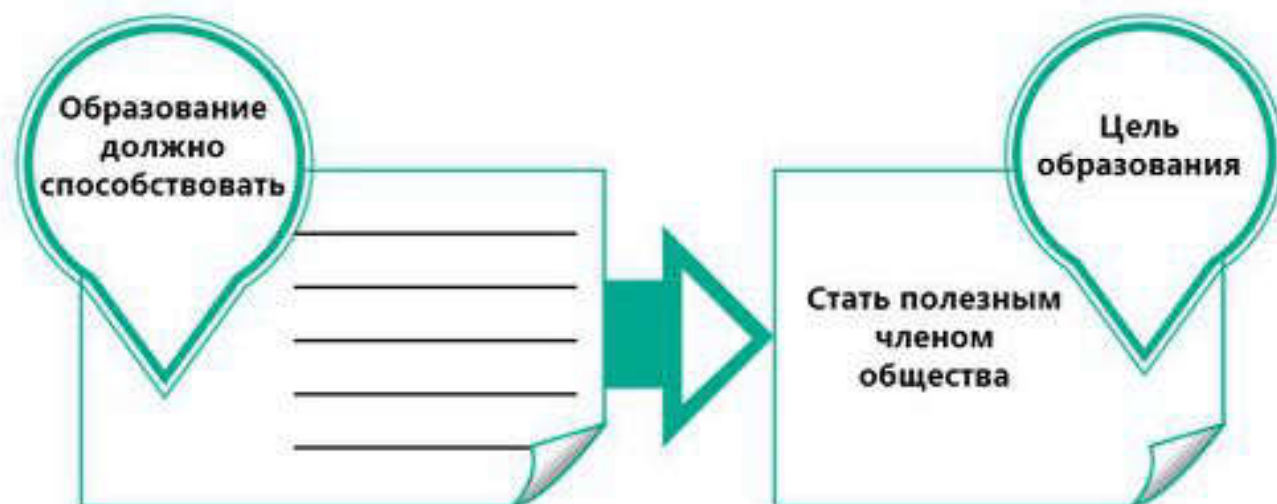 Образование
должно
способствовать
Цель
образования
Стать полезным
членом
общества